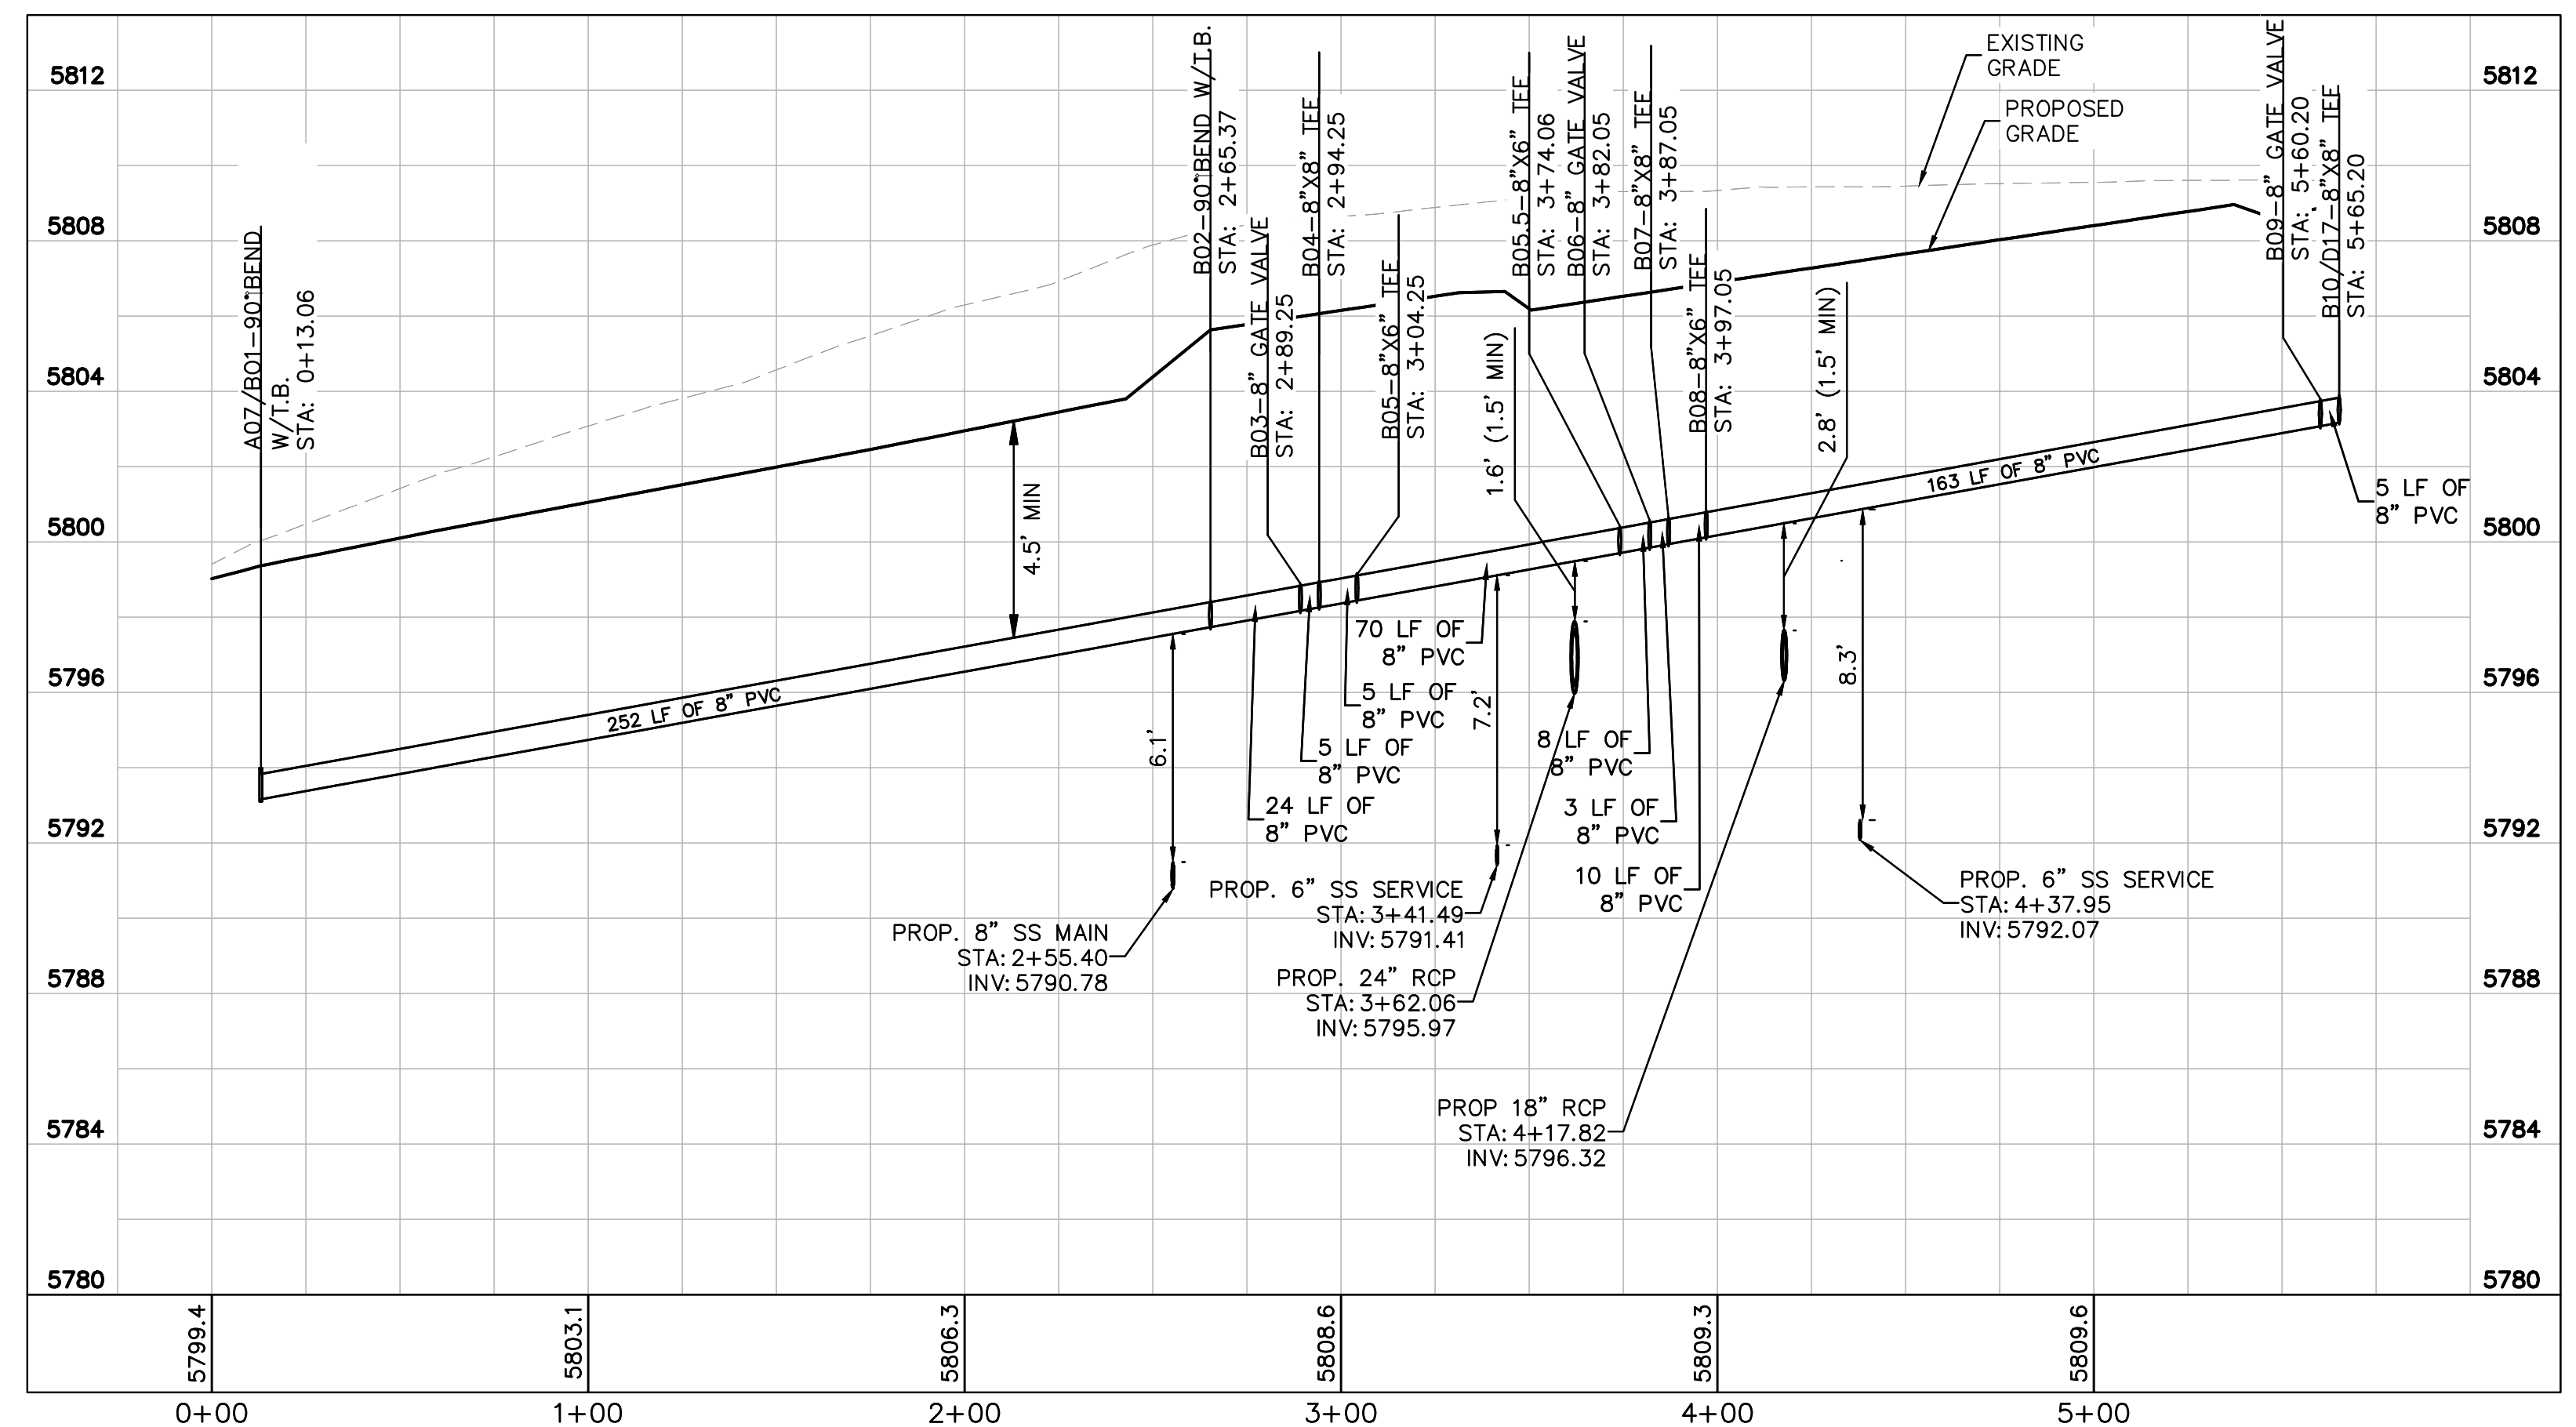 5812
5808
5804
5800
5796
5792
5788
5784
5780
A07/B01-90°BEND
W/T.B.
STA: 0+13.06
B02-90°BEND W/T.B.
STA: 2+65.37
B03-8" GATE VALVE
STA: 2+89.25
B04-8"X8" TEE
STA: 2+94.25
B05-8"X6" TEE
STA: 3+04.25
B05.5-8"X6" TEE
STA: 3+74.06
B06-8" GATE VALVE
STA: 3+82.05
B07-8"X8" TEE
STA: 3+87.05
B08-8"X6" TEE
STA: 3+97.05
EXISTING
GRADE
PROPOSED
GRADE
B09-8" GATE VALVE
STA: 5+60.20
B10/D17-8"X8" TEE
STA: 5+65.20
5812
5808
5804
5800
5796
5792
5788
5784
5780
4.5' MIN
1.6' (1.5' MIN)
2.8' (1.5' MIN)
252 LF OF 8" PVC
163 LF OF 8" PVC
5 LF OF
8" PVC
70 LF OF
8" PVC
5 LF OF
8" PVC
5 LF OF
8" PVC
24 LF OF
8" PVC
8 LF OF
8" PVC
3 LF OF
8" PVC
10 LF OF
8" PVC
6.1'
7.2'
8.3'
PROP. 8" SS MAIN
STA: 2+55.40
INV: 5790.78
PROP. 6" SS SERVICE
STA: 3+41.49
INV: 5791.41
PROP. 24" RCP
STA: 3+62.06
INV: 5795.97
PROP 18" RCP
STA: 4+17.82
INV: 5796.32
PROP. 6" SS SERVICE
STA: 4+37.95
INV: 5792.07
5799.4
5803.1
5806.3
5808.6
5809.3
5809.6
0+00
1+00
2+00
3+00
4+00
5+00